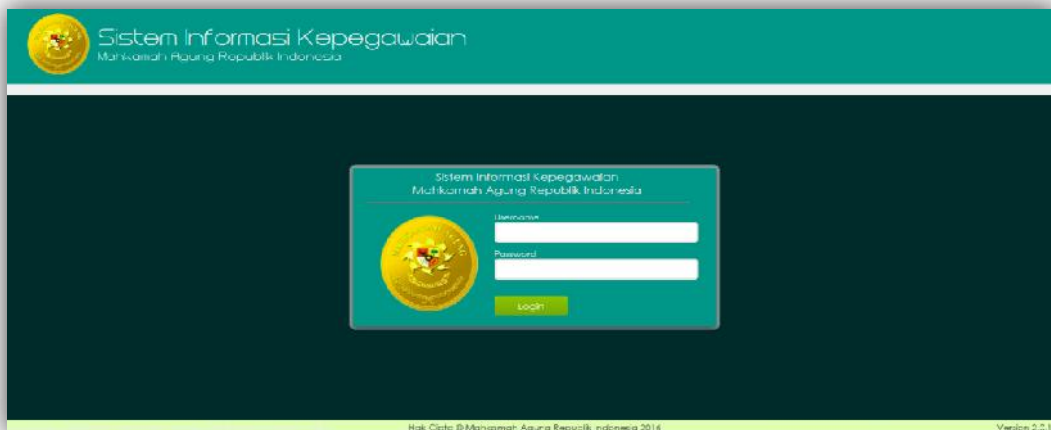 Sistem Informasi Kepegawaian
Mahkamah Agung Republik Indonesia
Sistem Informasi Kepegawaian
Mahkamah Agung Republik Indonesia
Username
Password
Login
Hak Cipta © Mahkamah Agung Republik Indonesia 2016
Version